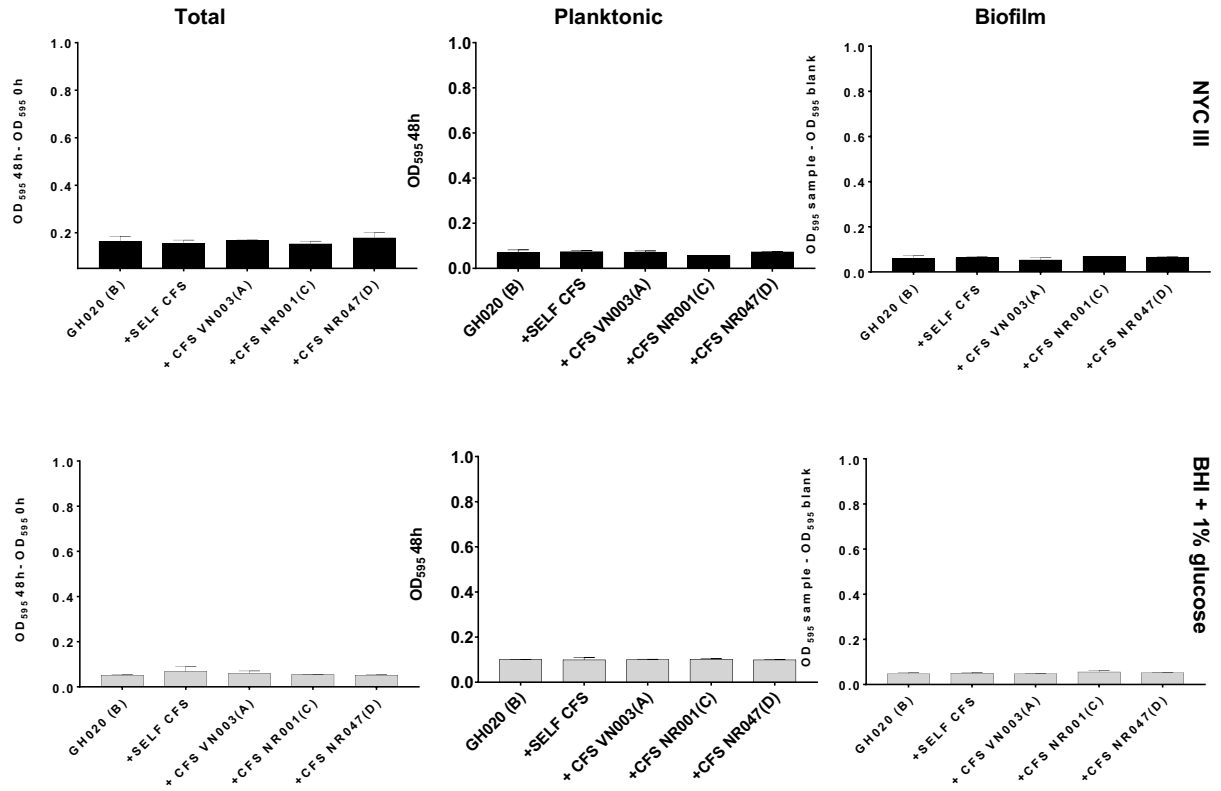 Total
Planktonic
Biofilm
OD595 48h - OD595 0h
1.0
0.8
0.6
0.4
0.2
GH020 (B)
+SELF CFS
+ CFS VN003(A)
+CFS NR001(C)
+CFS NR047(D)
OD595 48h
1.0
0.8
0.6
0.4
0.2
0.0
GH020 (B)
+SELF CFS
+ CFS VN003(A)
+CFS NR001(C)
+CFS NR047(D)
OD595 sample - OD595 blank
1.0
0.8
0.6
0.4
0.2
0.0
GH020 (B)
+SELF CFS
+ CFS VN003(A)
+CFS NR001(C)
+CFS NR047(D)
NYC III
OD595 48h - OD595 0h
1.0
0.8
0.6
0.4
0.2
0.0
GH020 (B)
+SELF CFS
+ CFS VN003(A)
+CFS NR001(C)
+CFS NR047(D)
OD595 48h
1.0
0.8
0.6
0.4
0.2
0.0
GH020 (B)
+SELF CFS
+ CFS VN003(A)
+CFS NR001(C)
+CFS NR047(D)
OD595 sample - OD595 blank
1.0
0.8
0.6
0.4
0.2
0.0
GH020 (B)
+SELF CFS
+ CFS VN003(A)
+CFS NR001(C)
+CFS NR047(D)
BHI + 1% glucose